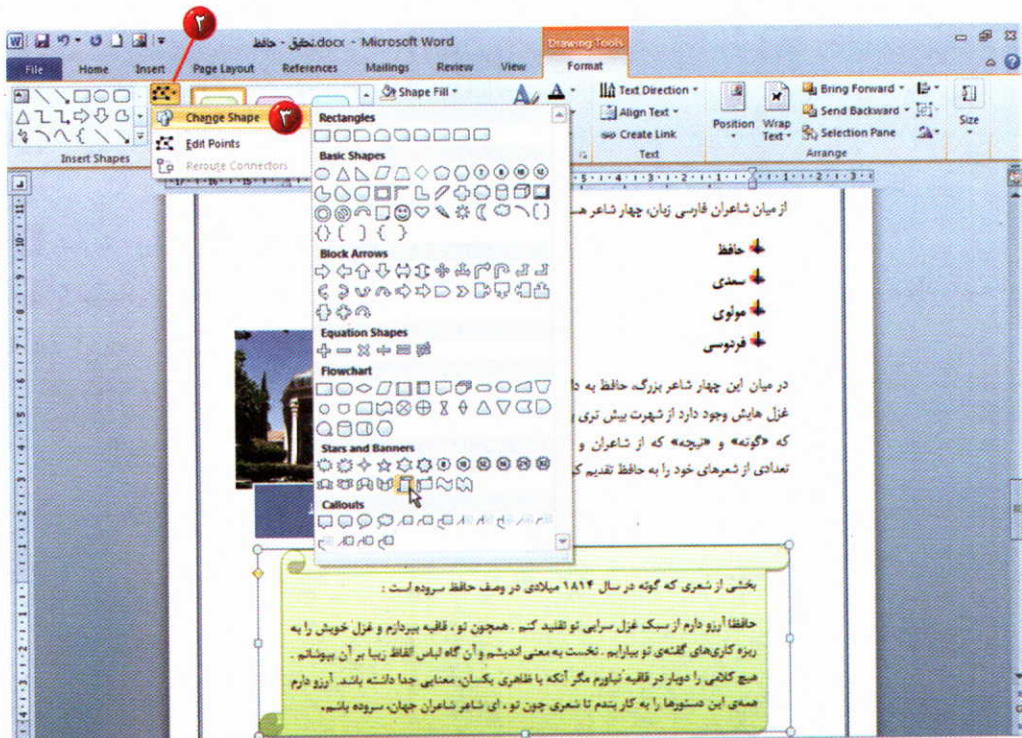 ۲
تحقیق - حافظ.docx - Microsoft Word
Drawing Tools
File Home Insert Page Layout References Mailings Review View Format
Shape Fill
Text Direction
Align Text
Create Link
Position
Wrap Text
Bring Forward
Send Backward
Selection Pane
Size
Insert Shapes
Text
Arrange
Change Shape
۳
Edit Points
Reroute Connectors
Rectangles
Basic Shapes
Block Arrows
Equation Shapes
Flowchart
Stars and Banners
Callouts
از میان شاعران فارسی زبان، چهار شاعر
حافظ
سعدی
مولوی
فردوسی
در میان این چهار شاعر بزرگ، حافظ به
غزل هایش وجود دارد از شهرت بیش تری
که «گوته» و «نیچه» که از شاعران و
تعدادی از شعرهای خود را به حافظ تقدیم
بخشی از شعری که گوته در سال ۱۸۱۴ میلادی در وصف حافظ سروده است :
حافظا آرزو دارم از سبک غزل سرایی تو تقلید کنم . همچون تو ، قافیه بپردازم و غزل خویش را به
ریزه کاری‌های گفته‌ی تو بیارایم . نخست به معنی اندیشم و آن گاه لباس الفاظ زیبا بر آن بپوشانم .
هیچ کلامی را دوبار در قافیه نیاورم مگر آنکه با ظاهری یکسان، معنایی جدا داشته باشد. آرزو دارم
همه‌ی این دستورها را به کار بندم تا شعری چون تو ، ای شاعر شاعران جهان، سروده باشم.